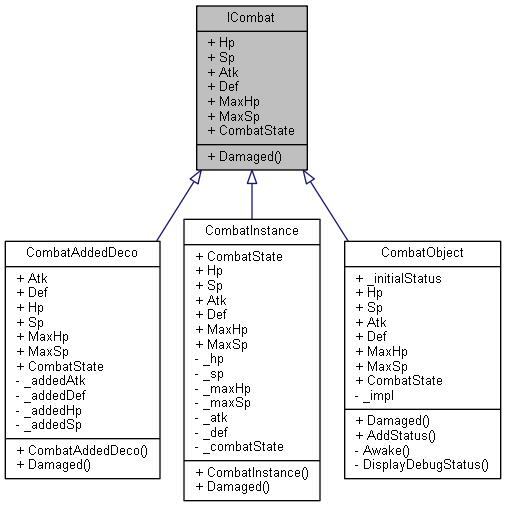 ICombat
+ Hp
+ Sp
+ Atk
+ Def
+ MaxHp
+ MaxSp
+ CombatState
+ Damaged()
CombatAddedDeco
+ Atk
+ Def
+ Hp
+ Sp
+ MaxHp
+ MaxSp
+ CombatState
- _addedAtk
- _addedDef
- _addedHp
- _addedSp
+ CombatAddedDeco()
+ Damaged()
CombatInstance
+ CombatState
+ Hp
+ Sp
+ Atk
+ Def
+ MaxHp
+ MaxSp
- _hp
- _sp
- _maxHp
- _maxSp
- _atk
- _def
- _combatState
+ CombatInstance()
+ Damaged()
CombatObject
+ _initialStatus
+ Hp
+ Sp
+ Atk
+ Def
+ MaxHp
+ MaxSp
+ CombatState
- _impl
+ Damaged()
+ AddStatus()
- Awake()
- DisplayDebugStatus()